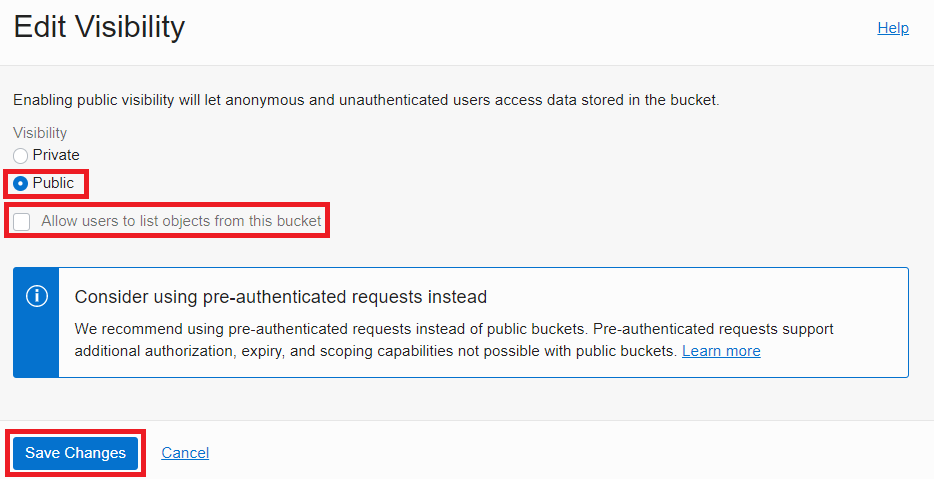 Edit Visibility
Help
Enabling public visibility will let anonymous and unauthenticated users access data stored in the bucket.
Visibility
Private
Public
Allow users to list objects from this bucket
Consider using pre-authenticated requests instead
We recommend using pre-authenticated requests instead of public buckets. Pre-authenticated requests support
additional authorization, expiry, and scoping capabilities not possible with public buckets. Learn more
Save Changes
Cancel